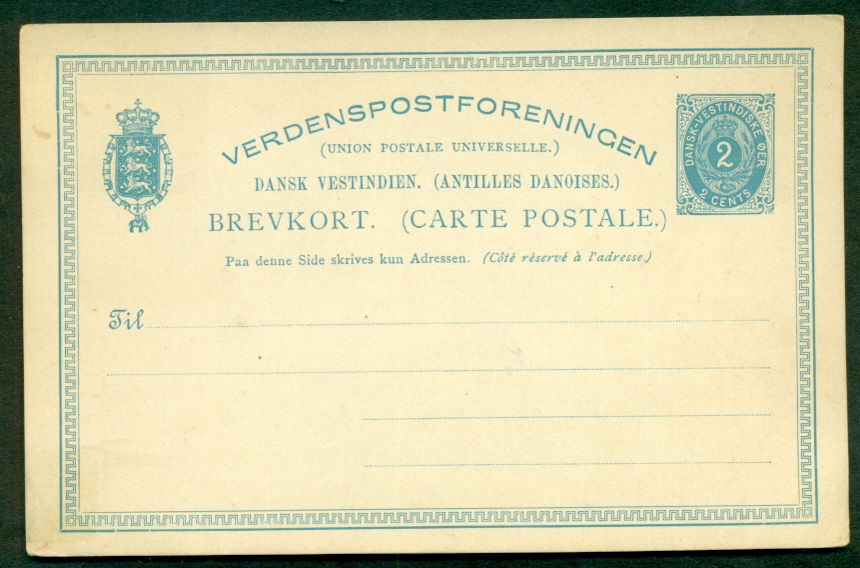 VERDENSPOSTFORENINGEN
(UNION POSTALE UNIVERSELLE.)
DANSK VESTINDIEN. (ANTILLES DANOISES.)
BREVKORT. (CARTE POSTALE.)
Paa denne Side skrives kun Adressen. (Côté réservé à l'adresse.)
DANSK-VESTINDISKE ØER
2
2 CENTS
Til